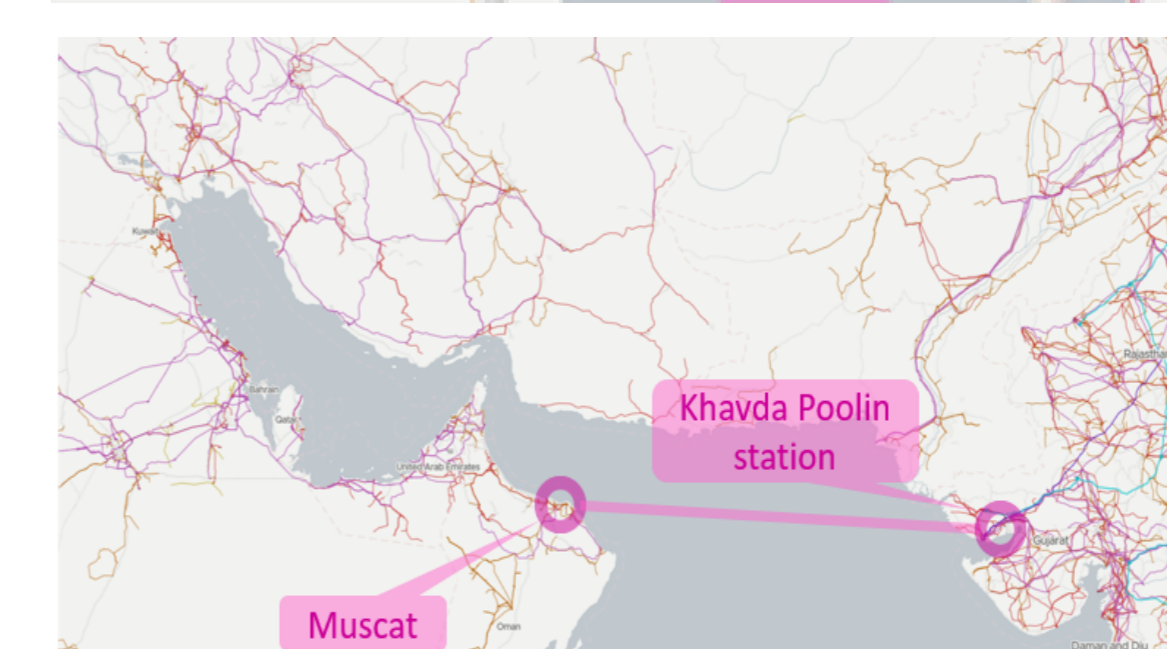 Kuwait
Rajasthan
Bahrain
Khavda Poolin
station
Qatar
United Arab Emirates
Gujarat
Muscat
Oman
Daman and Diu